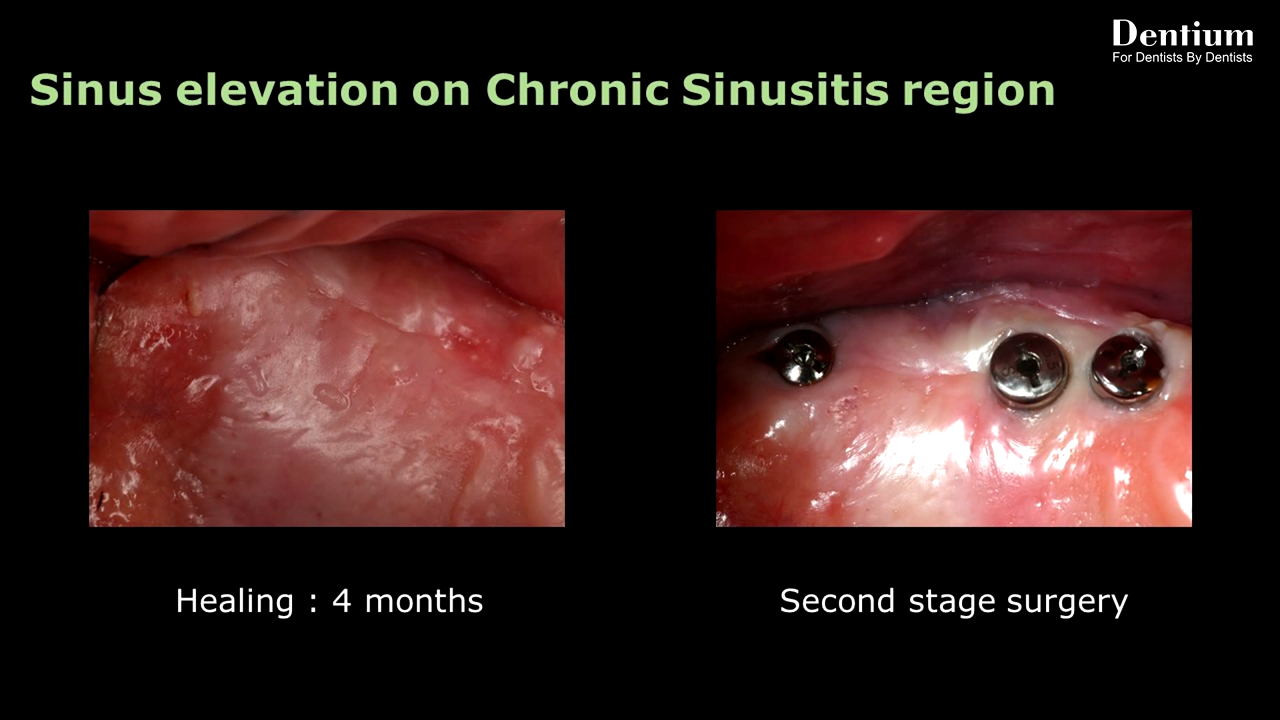 Dentium
For Dentists By Dentists
Sinus elevation on Chronic Sinusitis region
Healing : 4 months
Second stage surgery